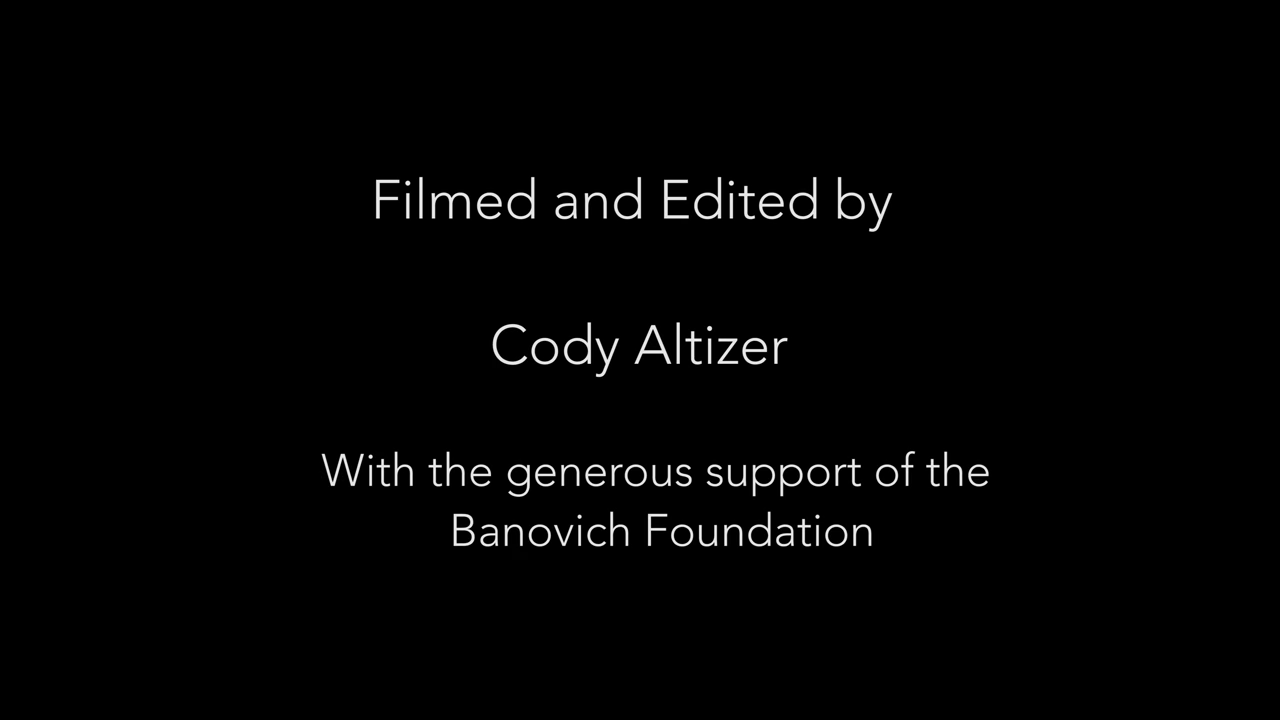 Filmed and Edited by
Cody Altizer
With the generous support of the
Banovich Foundation